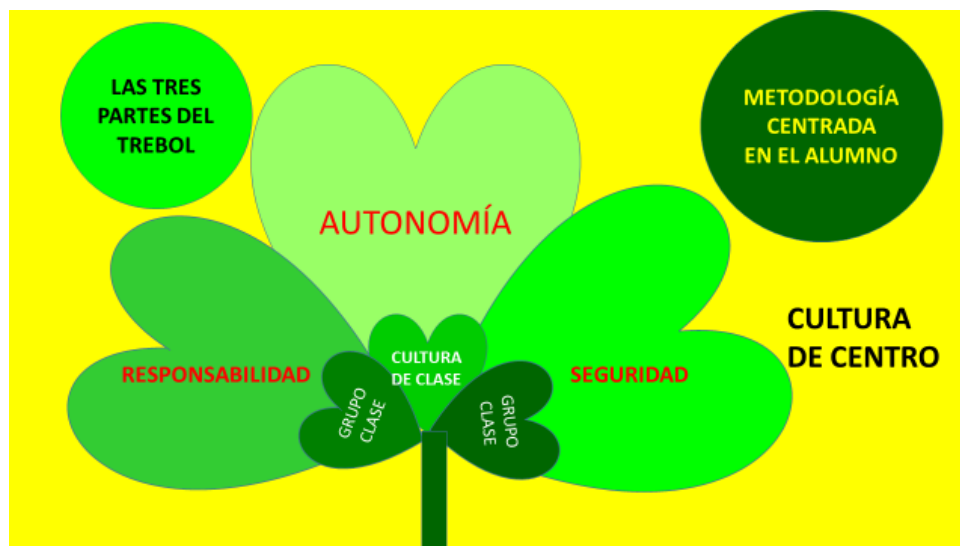 LAS TRES
PARTES DEL
TREBOL
METODOLOGÍA
CENTRADA
EN EL ALUMNO
AUTONOMÍA
CULTURA
DE CENTRO
RESPONSABILIDAD
CULTURA
DE CLASE
SEGURIDAD
GRUPO
CLASE
GRUPO
CLASE